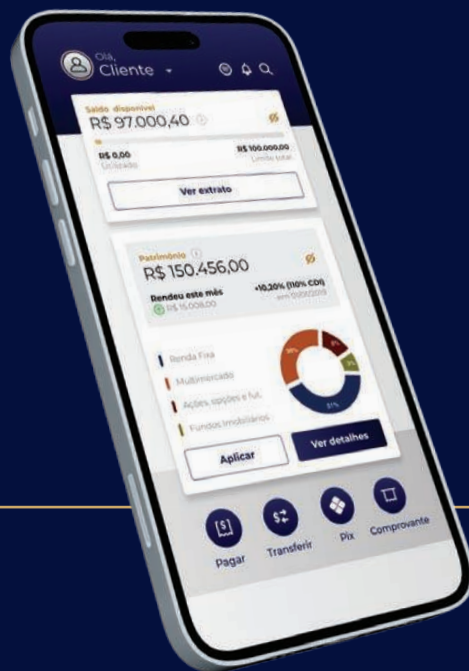 Olá,
Cliente
Saldo disponível
R$ 97.000,40
R$ 0,00
R$ 100.000,00
Utilizado
Limite total
Ver extrato
Patrimônio
R$ 150.456,00
Rendeu este mês
+10,20% (110% CDI)
R$ 15.008,00
Renda Fixa
Multimercado
Ações, opções e fut.
Fundos Imobiliários
51%
Aplicar
Ver detalhes
Pagar
Transferir
Pix
Comprovante